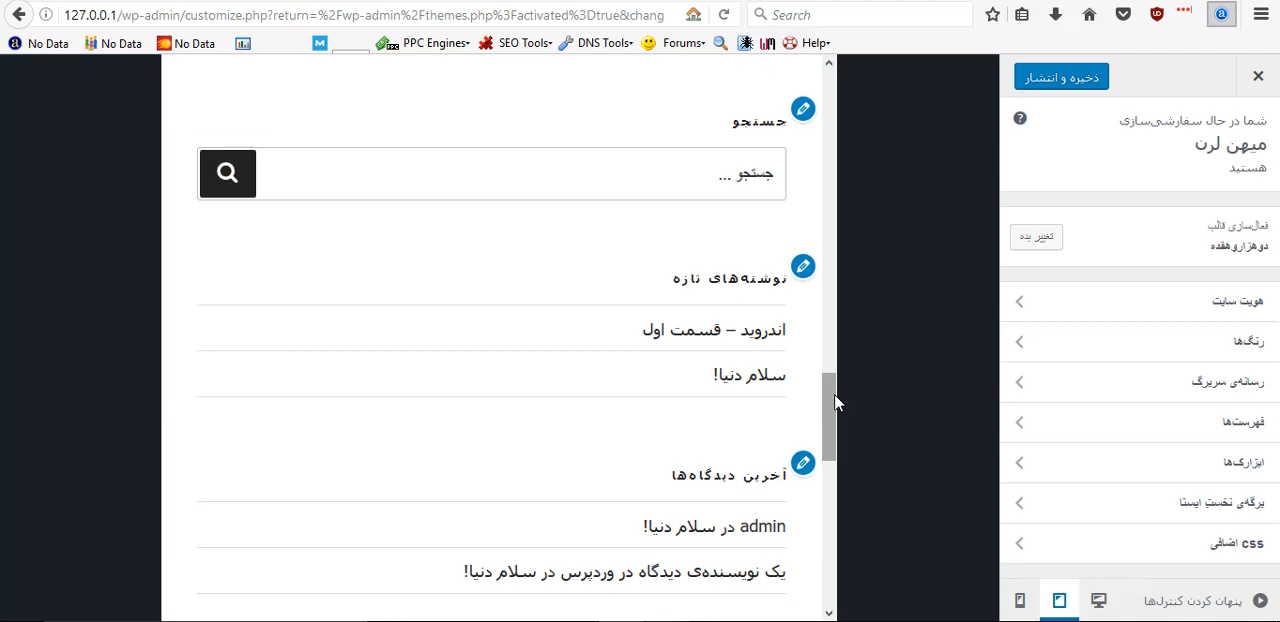 127.0.0.1/wp-admin/customize.php?return=%2Fwp-admin%2Fthemes.php%3Factivated%3Dtrue&chang
Search
No Data
No Data
No Data
PPC Engines
SEO Tools
DNS Tools
Forums
Help
ذخیره و انتشار
شما در حال سفارشی‌سازی
میهن لرن
هستید
فعال‌سازی قالب
دوهزاروهفده
تغییر بده
هویت سایت
رنگ‌ها
رسانه‌ی سربرگ
فهرست‌ها
ابزارک‌ها
برگه‌ی نخستِ ایستا
css اضافی
پنهان کردن کنترل‌ها
جستجو
جستجو ...
نوشته‌های تازه
اندروید – قسمت اول
سلام دنیا!
آخرین دیدگاه‌ها
admin در سلام دنیا!
یک نویسنده‌ی دیدگاه در وردپرس در سلام دنیا!